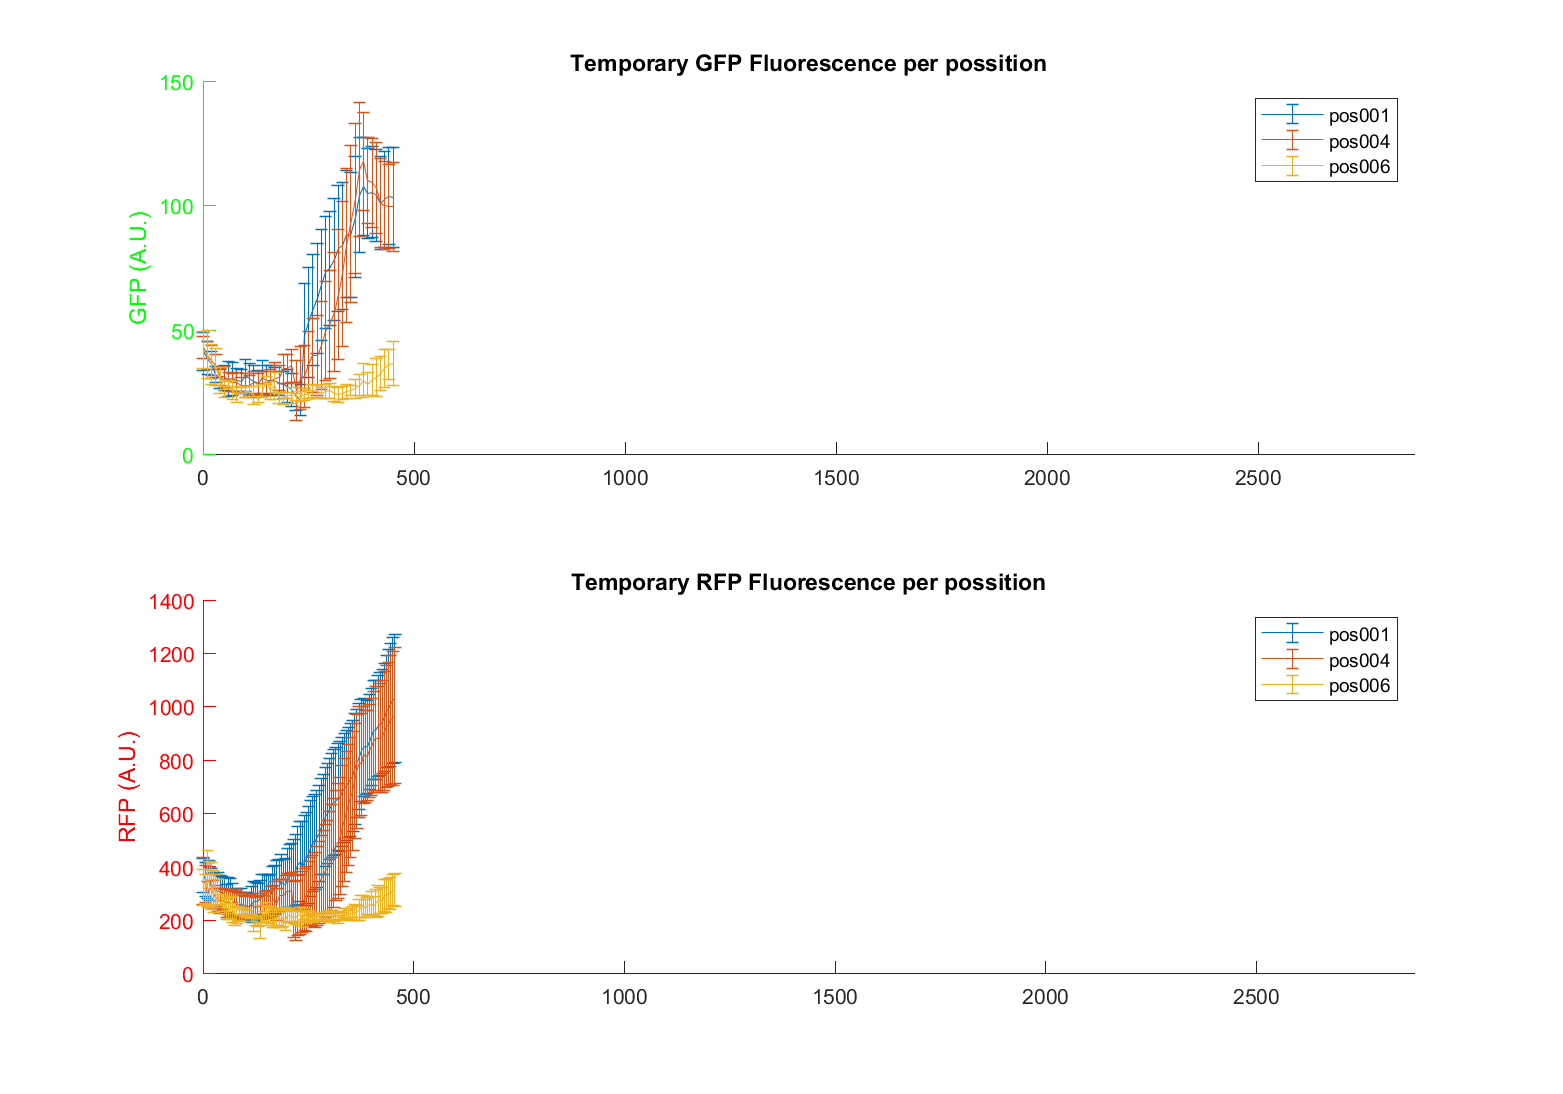 Temporary GFP Fluorescence per possition
150
100
50
0
GFP (A.U.)
0 500 1000 1500 2000 2500
pos001
pos004
pos006
Temporary RFP Fluorescence per possition
1400
1200
1000
800
600
400
200
0
RFP (A.U.)
0 500 1000 1500 2000 2500
pos001
pos004
pos006